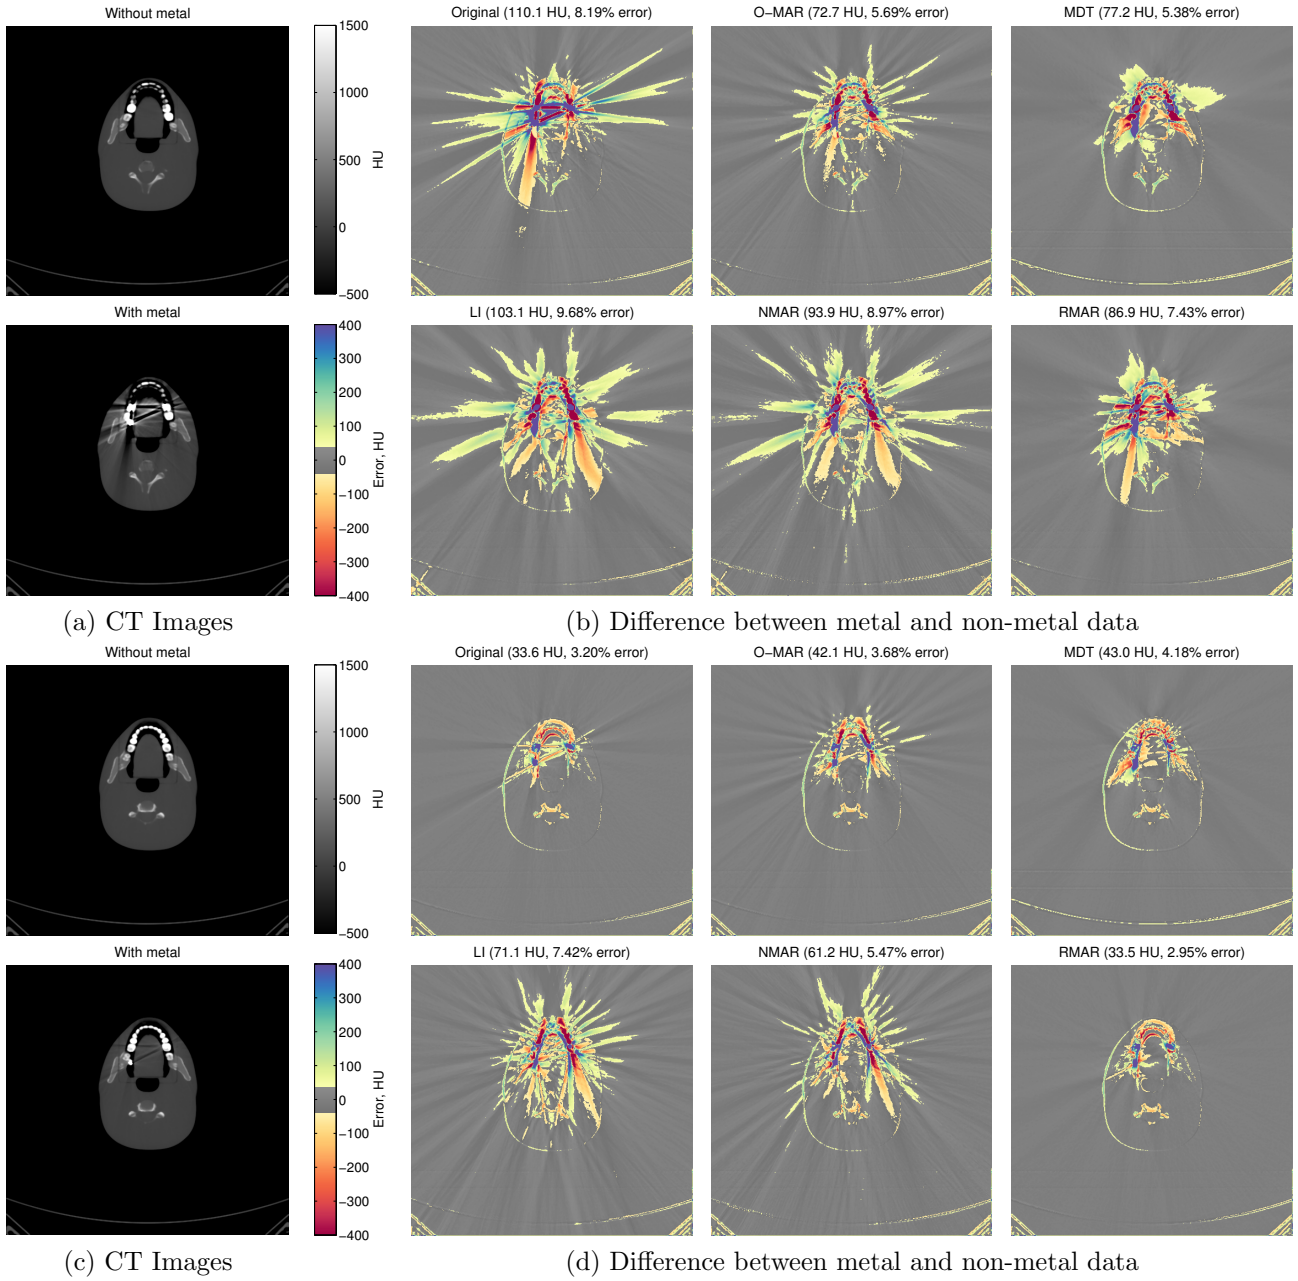 Without metal
1500
1000
500
0
−500
HU
Original (110.1 HU, 8.19% error)
O−MAR (72.7 HU, 5.69% error)
MDT (77.2 HU, 5.38% error)
With metal
400
300
200
100
0
−100
−200
−300
−400
Error, HU
LI (103.1 HU, 9.68% error)
NMAR (93.9 HU, 8.97% error)
RMAR (86.9 HU, 7.43% error)
(a) CT Images
(b) Difference between metal and non-metal data
Without metal
1500
1000
500
0
−500
HU
Original (33.6 HU, 3.20% error)
O−MAR (42.1 HU, 3.68% error)
MDT (43.0 HU, 4.18% error)
With metal
400
300
200
100
0
−100
−200
−300
−400
Error, HU
LI (71.1 HU, 7.42% error)
NMAR (61.2 HU, 5.47% error)
RMAR (33.5 HU, 2.95% error)
(c) CT Images
(d) Difference between metal and non-metal data